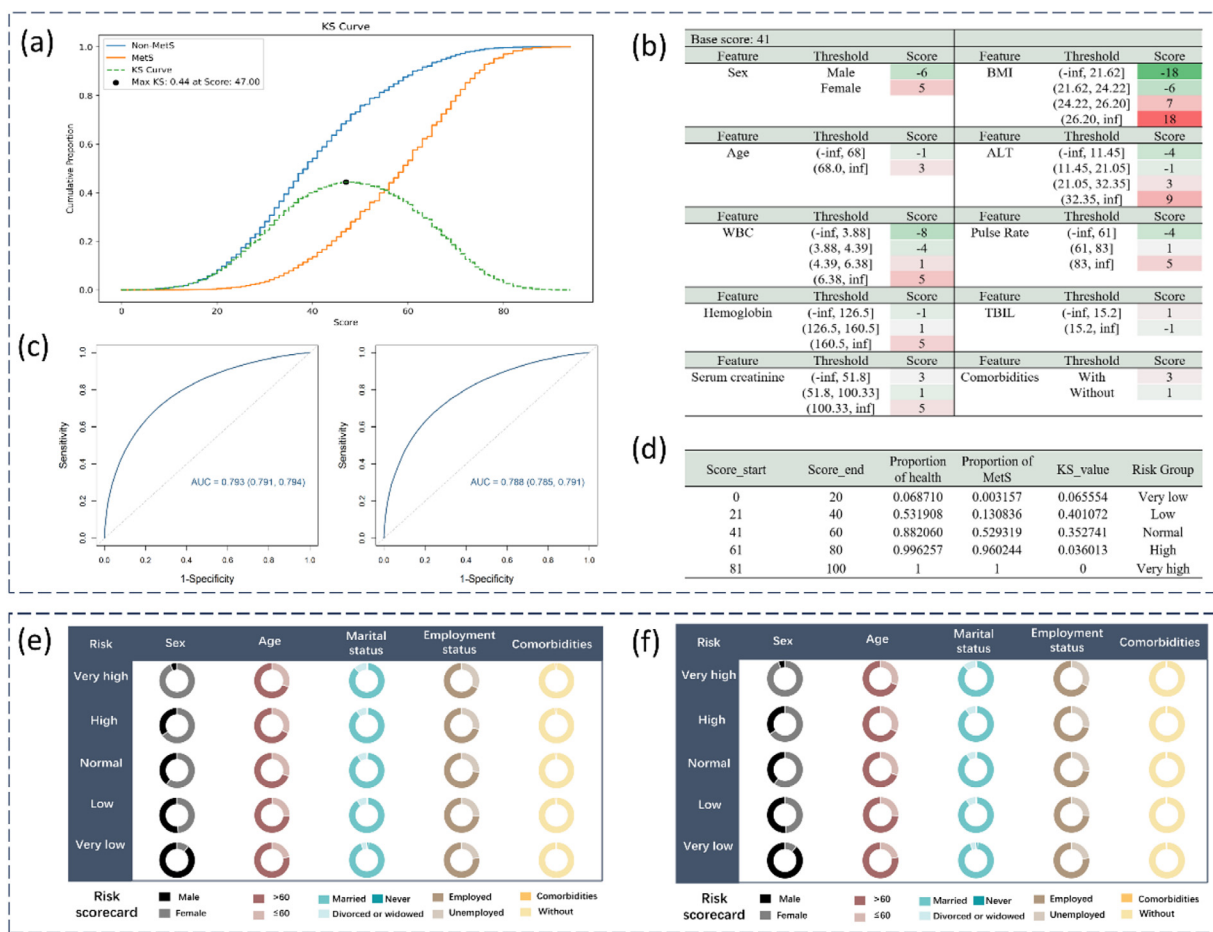 (a)
KS Curve
Non-MetS
MetS
KS Curve
Max KS: 0.44 at Score: 47.00
Cumulative Proportion
1.0
0.8
0.6
0.4
0.2
0.0
0 20 40 60 80
Score
(b)
Base score: 41
Feature Threshold Score Feature Threshold Score
Sex Male -6 BMI (-inf, 21.62] -18
Female 5 (21.62, 24.22] -6
(24.22, 26.20] 7
(26.20, inf] 18
Feature Threshold Score Feature Threshold Score
Age (-inf, 68] -1 ALT (-inf, 11.45] -4
(68.0, inf] 3 (11.45, 21.05] -1
(21.05, 32.35] 3
(32.35, inf] 9
Feature Threshold Score Feature Threshold Score
WBC (-inf, 3.88] -8 Pulse Rate (-inf, 61] -4
(3.88, 4.39] -4 (61, 83] 1
(4.39, 6.38] 1 (83, inf] 5
(6.38, inf] 5
Feature Threshold Score Feature Threshold Score
Hemoglobin (-inf, 126.5] -1 TBIL (-inf, 15.2] 1
(126.5, 160.5] 1 (15.2, inf] -1
(160.5, inf] 5
Feature Threshold Score Feature Threshold Score
Serum creatinine (-inf, 51.8] 3 Comorbidities With 3
(51.8, 100.33] 1 Without 1
(100.33, inf] 5
(c)
Sensitivity
1.0
0.8
0.6
0.4
0.2
0.0
AUC = 0.793 (0.791, 0.794)
0.0 0.2 0.4 0.6 0.8 1.0
1-Specificity
Sensitivity
1.0
0.8
0.6
0.4
0.2
0.0
AUC = 0.788 (0.785, 0.791)
0.0 0.2 0.4 0.6 0.8 1.0
1-Specificity
(d)
Score_start Score_end Proportion of health Proportion of MetS KS_value Risk Group
0 20 0.068710 0.003157 0.065554 Very low
21 40 0.531908 0.130836 0.401072 Low
41 60 0.882060 0.529319 0.352741 Normal
61 80 0.996257 0.960244 0.036013 High
81 100 1 1 0 Very high
(e)
Risk Sex Age Marital status Employment status Comorbidities
Very high
High
Normal
Low
Very low
Risk scorecard
Male >60 Married Never Employed Comorbidities
Female ≤60 Divorced or widowed Unemployed Without
(f)
Risk Sex Age Marital status Employment status Comorbidities
Very high
High
Normal
Low
Very low
Risk scorecard
Male >60 Married Never Employed Comorbidities
Female ≤60 Divorced or widowed Unemployed Without